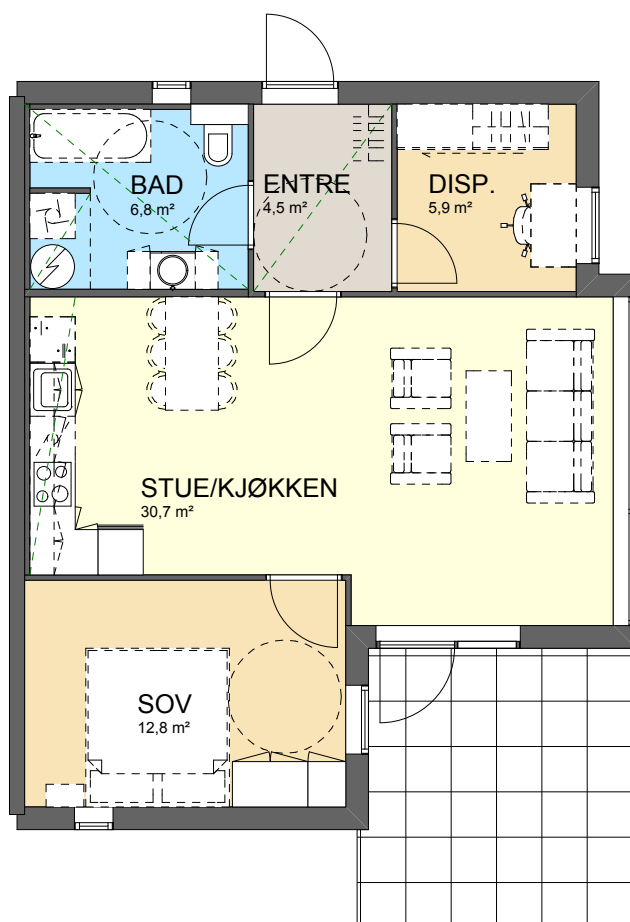 BAD
6,8 m²
ENTRE
4,5 m²
DISP.
5,9 m²
STUE/KJØKKEN
30,7 m²
SOV
12,8 m²